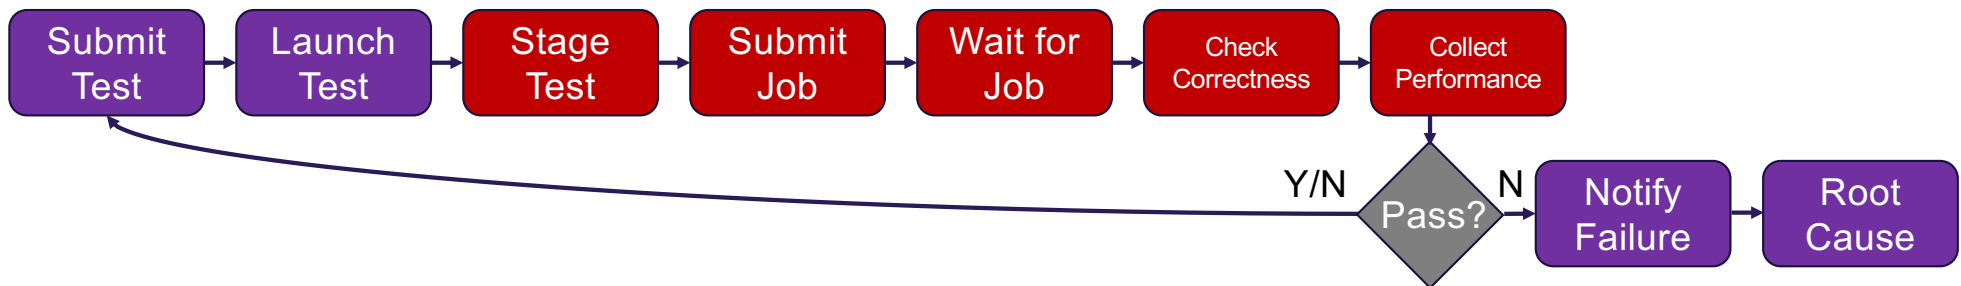 Submit
Test
Launch
Test
Stage
Test
Submit
Job
Wait for
Job
Check
Correctness
Collect
Performance
Y/N
Pass?
N
Notify
Failure
Root
Cause